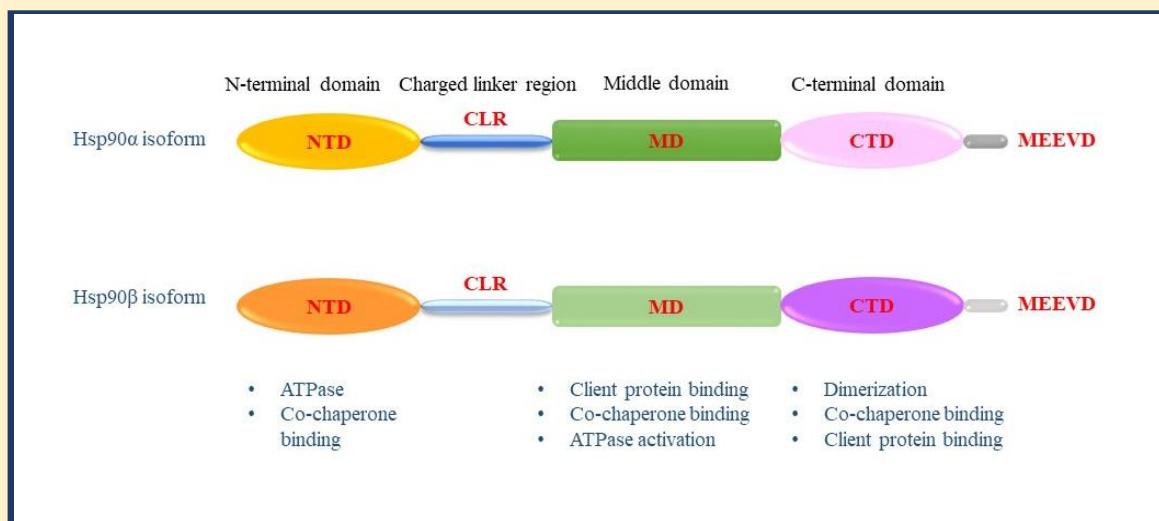 N-terminal domain Charged linker region Middle domain C-terminal domain
CLR
Hsp90α isoform NTD MD CTD MEEVD
CLR
Hsp90β isoform NTD MD CTD MEEVD
• ATPase
• Co-chaperone
binding
• Client protein binding
• Co-chaperone binding
• ATPase activation
• Dimerization
• Co-chaperone binding
• Client protein binding